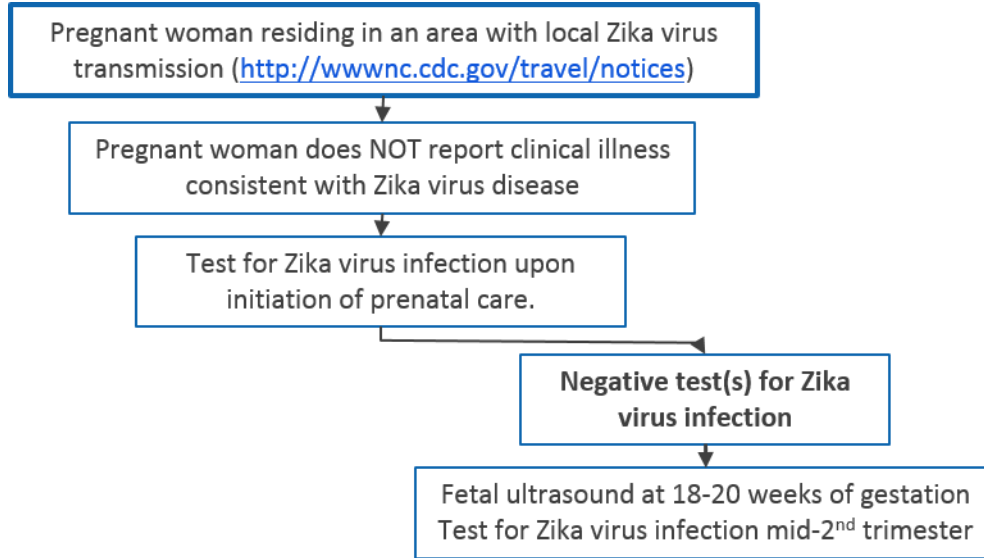 Pregnant woman residing in an area with local Zika virus
transmission (http://wwwnc.cdc.gov/travel/notices)
Pregnant woman does NOT report clinical illness
consistent with Zika virus disease
Test for Zika virus infection upon
initiation of prenatal care.
Negative test(s) for Zika
virus infection
Fetal ultrasound at 18-20 weeks of gestation
Test for Zika virus infection mid-2nd trimester